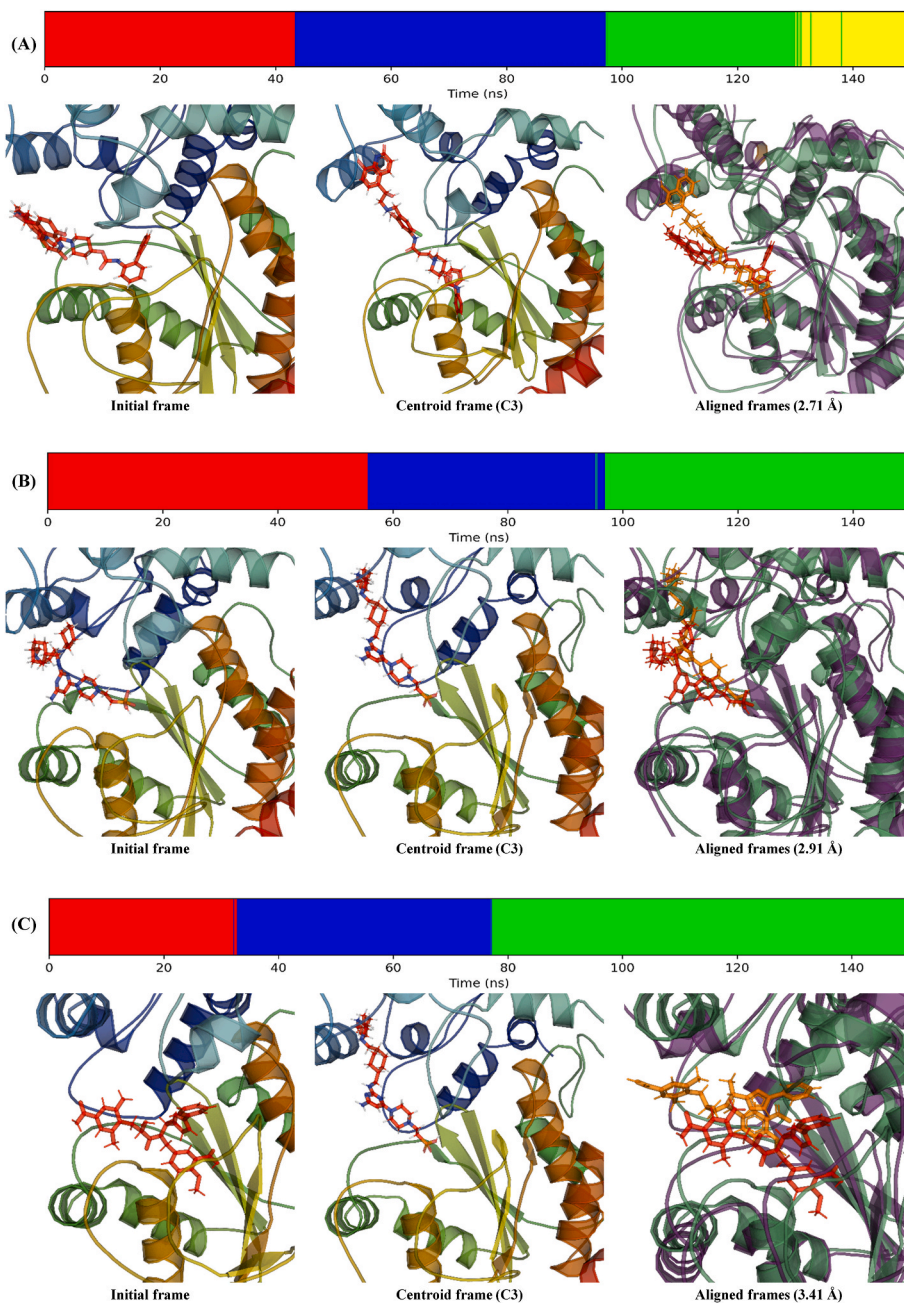 (A)
0 20 40 60 80 100 120 140
Time (ns)
Initial frame Centroid frame (C3) Aligned frames (2.71 Å)
(B)
0 20 40 60 80 100 120 140
Time (ns)
Initial frame Centroid frame (C3) Aligned frames (2.91 Å)
(C)
0 20 40 60 80 100 120 140
Time (ns)
Initial frame Centroid frame (C3) Aligned frames (3.41 Å)